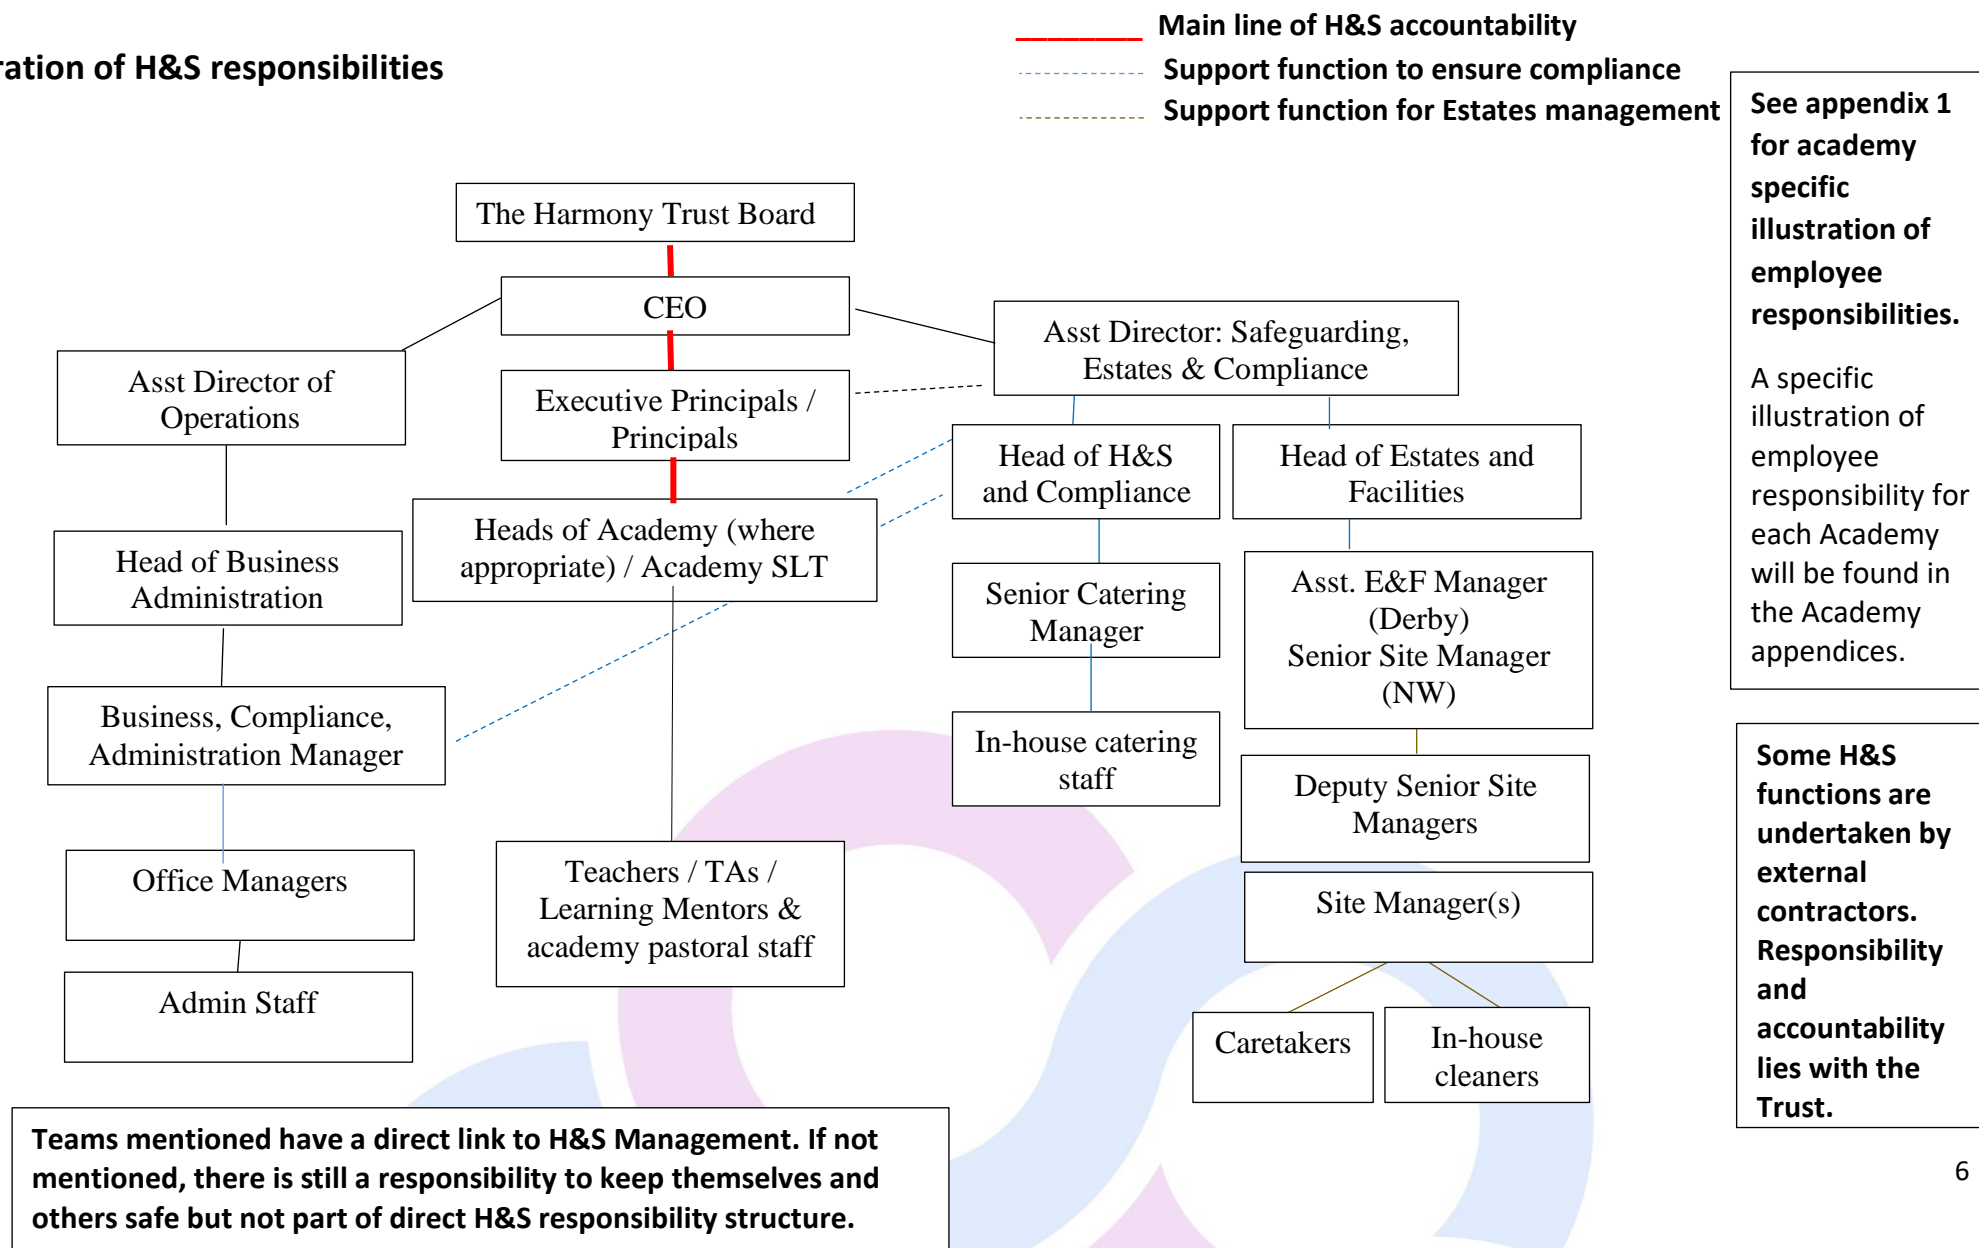 Main line of H&S accountability
ration of H&S responsibilities
Support function to ensure compliance
Support function for Estates management
See appendix 1
for academy
specific
illustration of
employee
responsibilities.
A specific
illustration of
employee
responsibility for
each Academy
will be found in
the Academy
appendices.
The Harmony Trust Board
CEO
Asst Director: Safeguarding,
Estates & Compliance
Asst Director of
Operations
Executive Principals /
Principals
Head of H&S
and Compliance
Head of Estates and
Facilities
Heads of Academy (where
appropriate) / Academy SLT
Head of Business
Administration
Senior Catering
Manager
Asst. E&F Manager
(Derby)
Senior Site Manager
(NW)
Business, Compliance,
Administration Manager
In-house catering
staff
Deputy Senior Site
Managers
Office Managers
Teachers / TAs /
Learning Mentors &
academy pastoral staff
Site Manager(s)
Admin Staff
Caretakers
In-house
cleaners
Some H&S
functions are
undertaken by
external
contractors.
Responsibility
and
accountability
lies with the
Trust.
Teams mentioned have a direct link to H&S Management. If not
mentioned, there is still a responsibility to keep themselves and
others safe but not part of direct H&S responsibility structure.
6